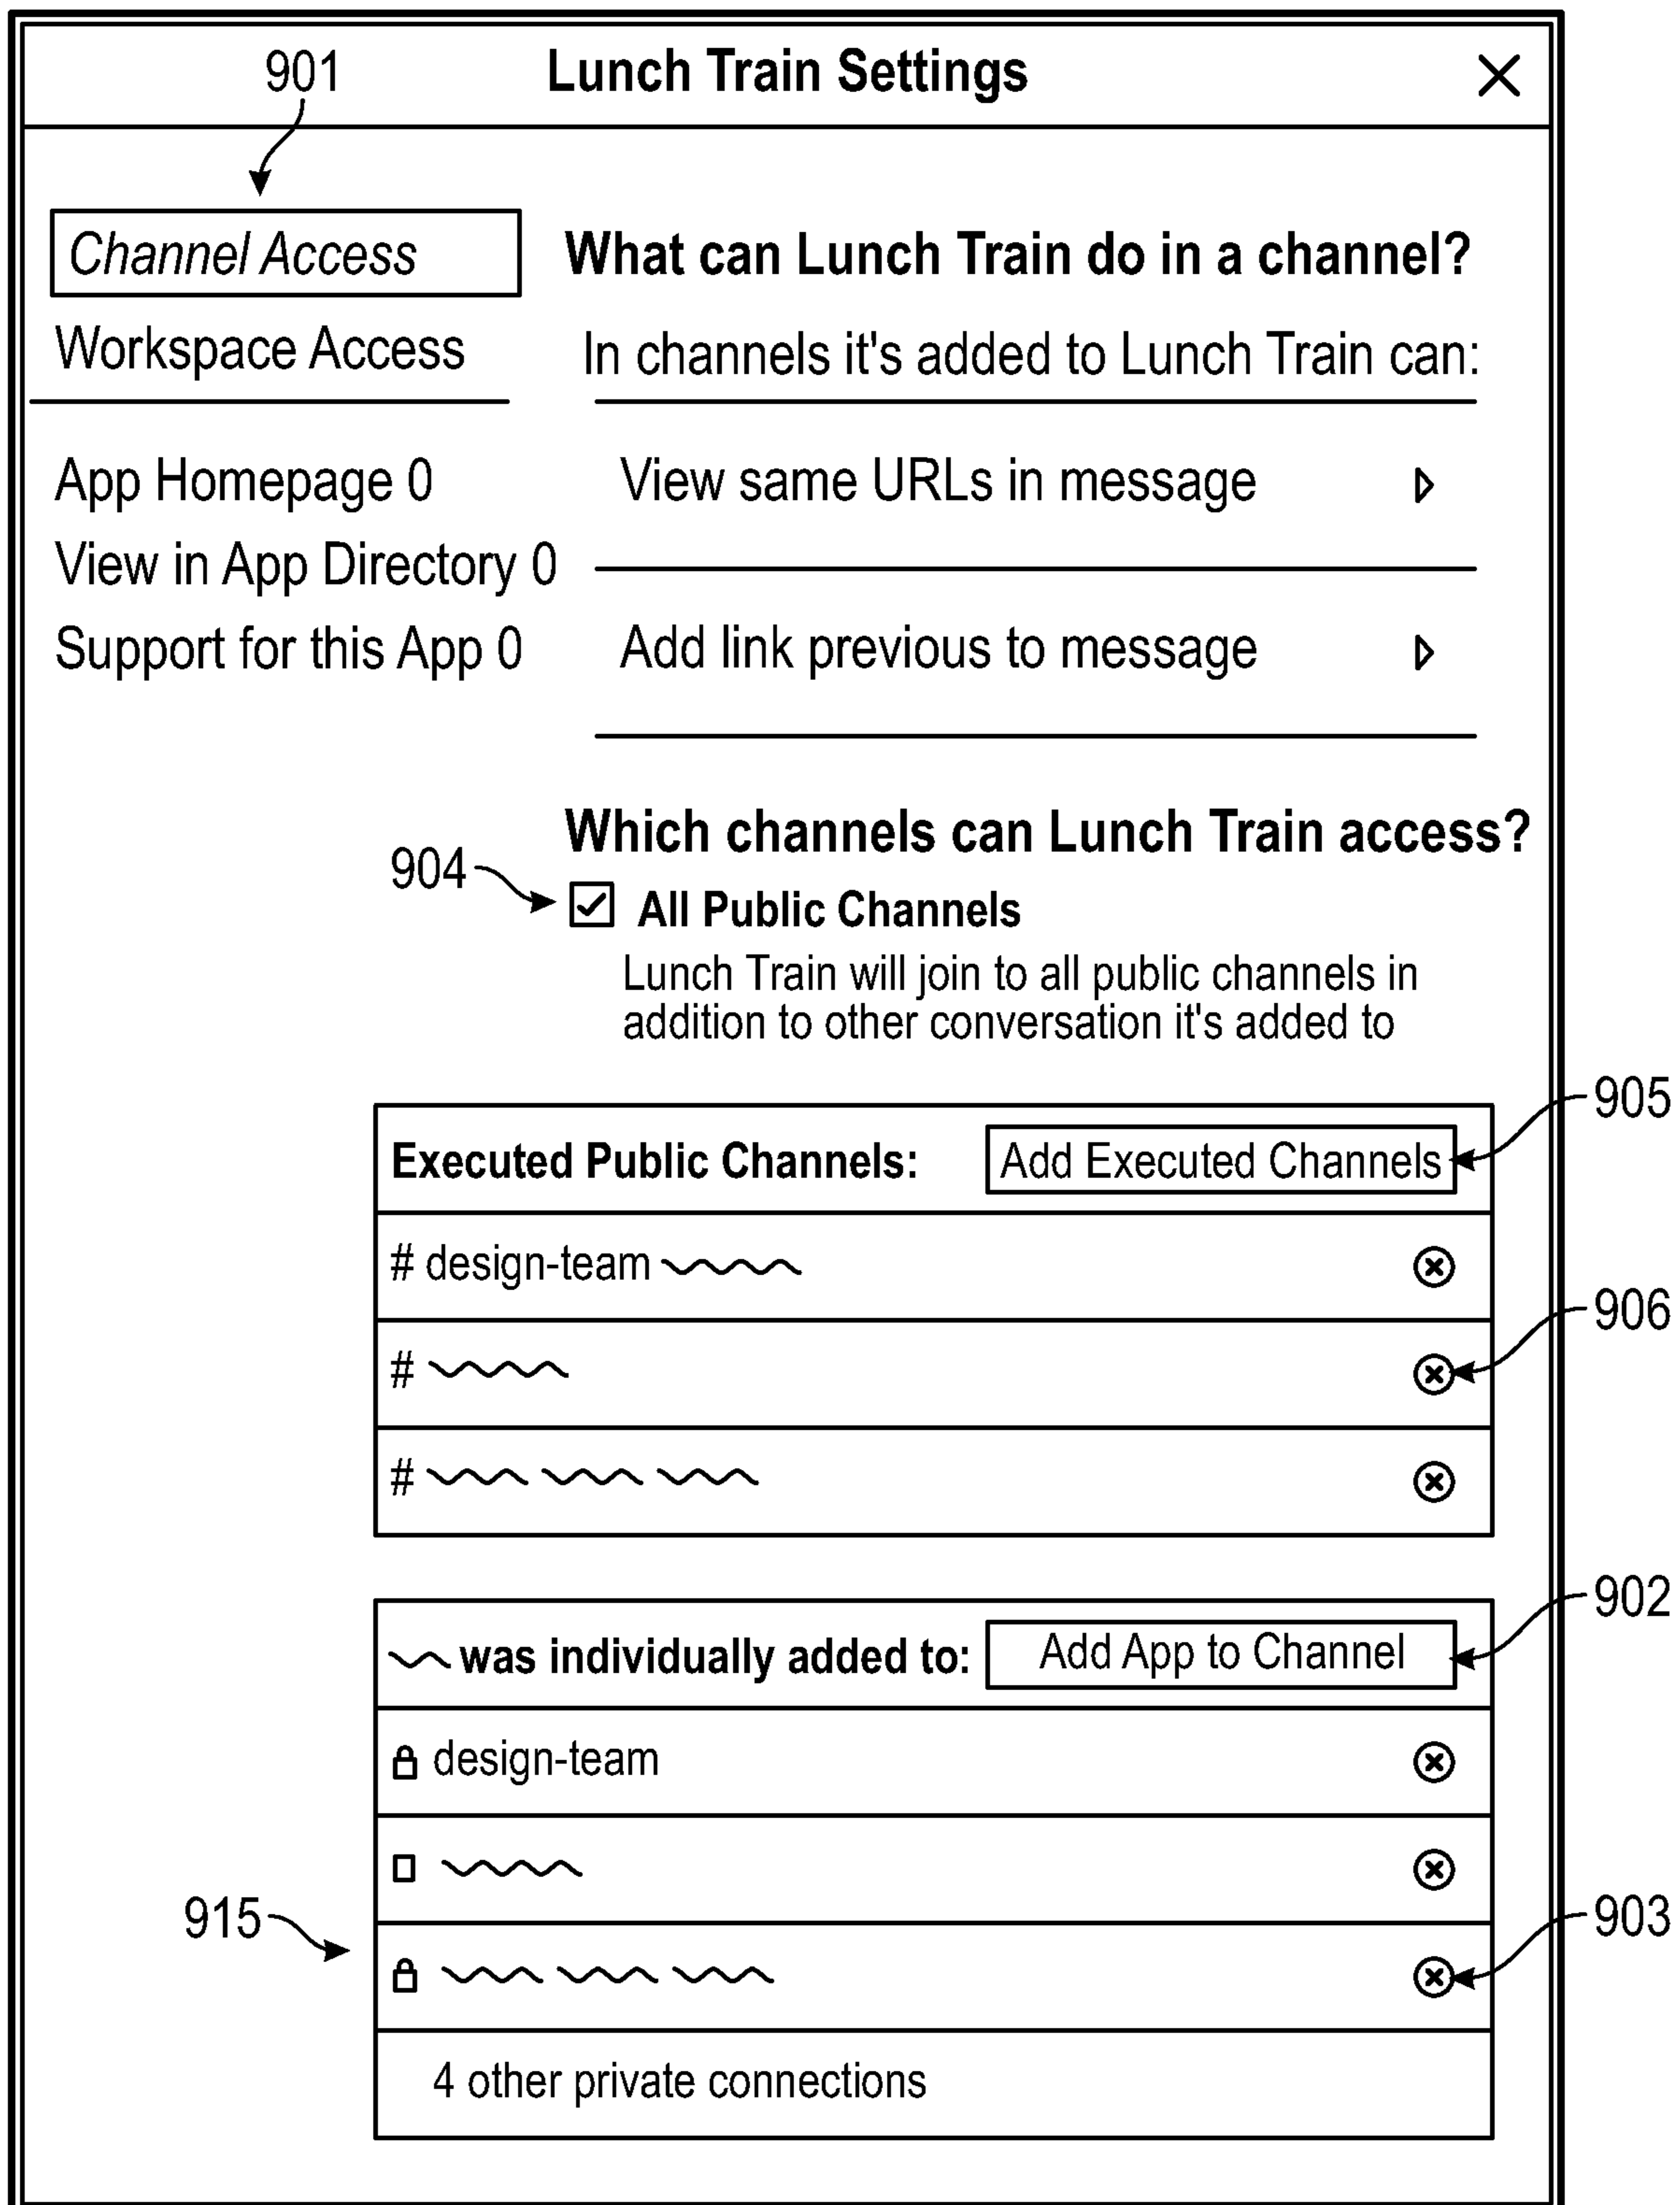 901
Lunch Train Settings
Channel Access
Workspace Access
App Homepage 0
View in App Directory 0
Support for this App 0
What can Lunch Train do in a channel?
In channels it's added to Lunch Train can:
View same URLs in message
Add link previous to message
Which channels can Lunch Train access?
904
All Public Channels
Lunch Train will join to all public channels in
addition to other conversation it's added to
905
Executed Public Channels:
Add Executed Channels
# design-team
906
#
#
902
was individually added to:
Add App to Channel
design-team
915
903
4 other private connections